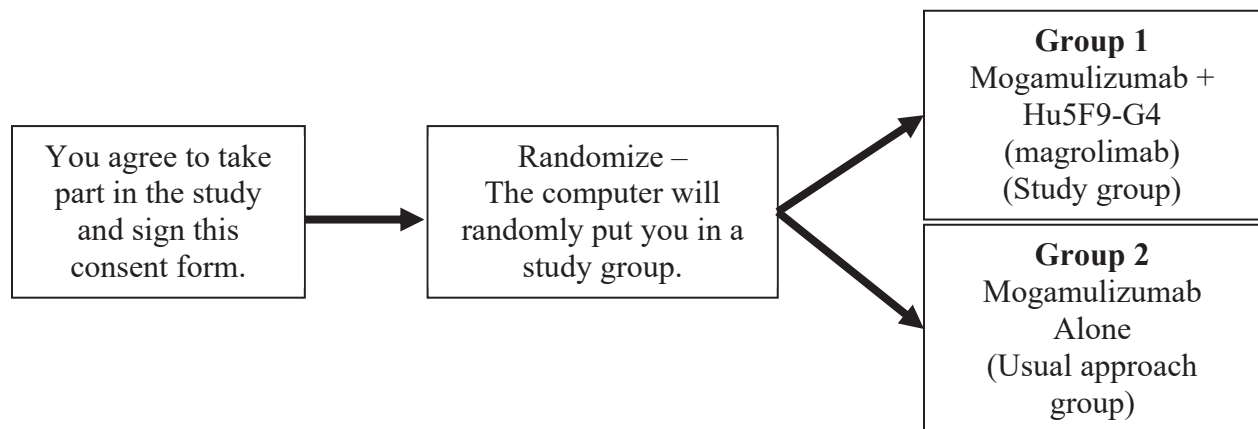 You agree to take
part in the study
and sign this
consent form.
Randomize –
The computer will
randomly put you in a
study group.
Group 1
Mogamulizumab +
Hu5F9-G4
(magrolimab)
(Study group)
Group 2
Mogamulizumab
Alone
(Usual approach
group)